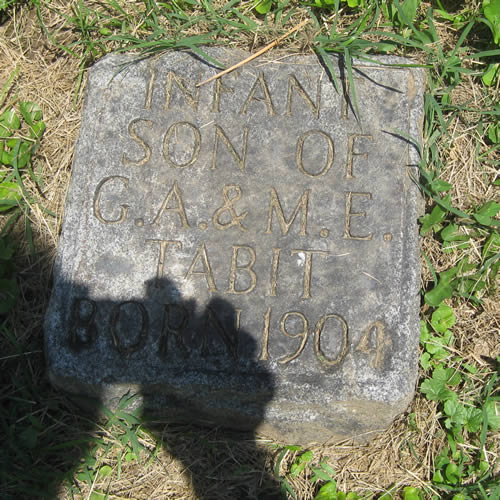 INFANT
SON OF
G.A. & M.E.
TABIT
BORN 1904